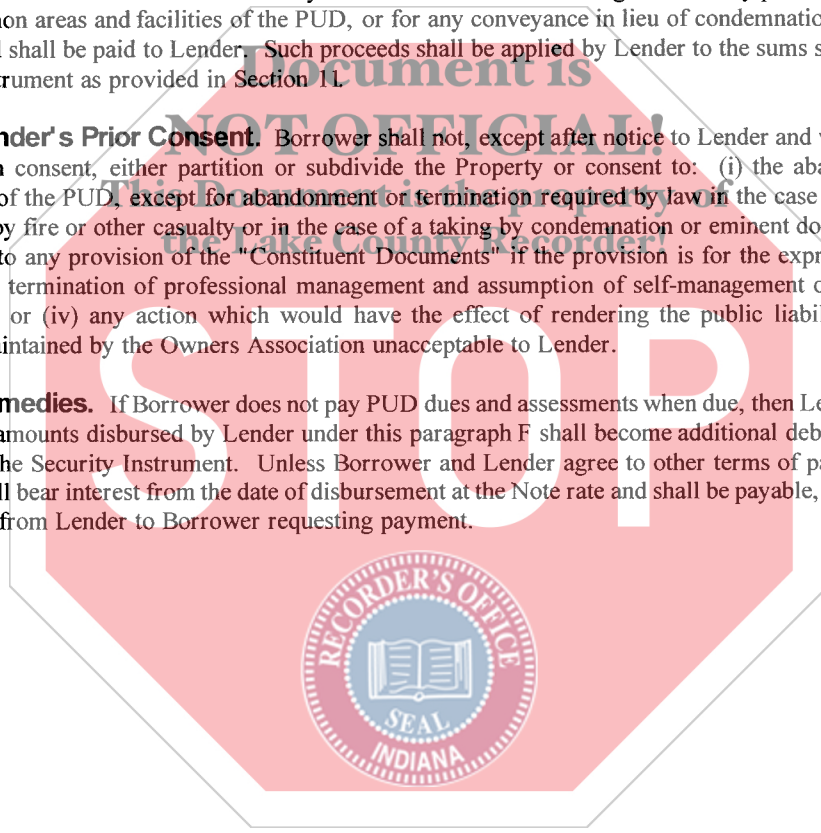 non areas and facilities of the PUD, or for any conveyance in lieu of condemnatio
l shall be paid to Lender. Such proceeds shall be applied by Lender to the sums s
trument as provided in Section 11.
nder's Prior Consent. Borrower shall not, except after notice to Lender and
n consent, either partition or subdivide the Property or consent to: (i) the aba
of the PUD, except for abandonment or termination required by law in the case
by fire or other casualty or in the case of a taking by condemnation or eminent do
to any provision of the "Constituent Documents" if the provision is for the expr
termination of professional management and assumption of self-management o
or (iv) any action which would have the effect of rendering the public liabil
intained by the Owners Association unacceptable to Lender.
medies. If Borrower does not pay PUD dues and assessments when due, then Le
amounts disbursed by Lender under this paragraph F shall become additional deb
he Security Instrument. Unless Borrower and Lender agree to other terms of pa
ll bear interest from the date of disbursement at the Note rate and shall be payable,
from Lender to Borrower requesting payment.
Document is
NOT OFFICIAL!
This Document is the property of
the Lake County Recorder!
STOP
RECORDER'S OFFICE
SEAL
INDIANA